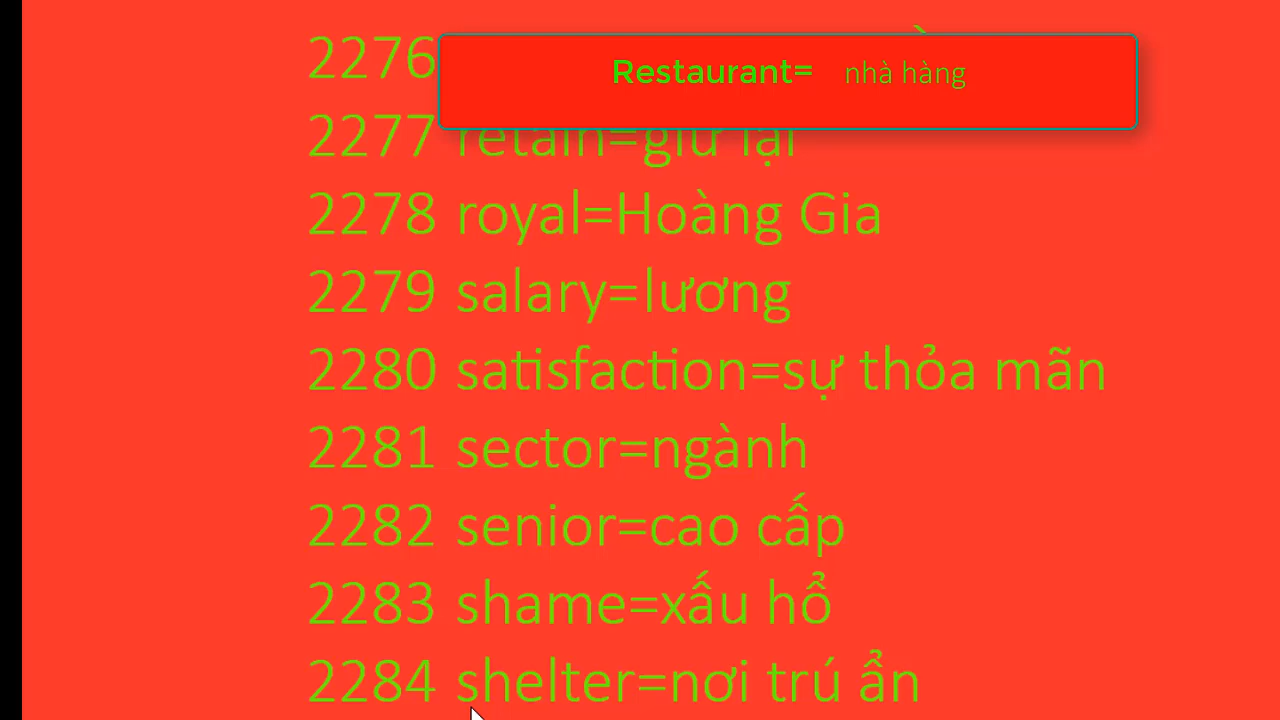 2276
Restaurant= nhà hàng
2277 retain=giữ lại
2278 royal=Hoàng Gia
2279 salary=lương
2280 satisfaction=sự thỏa mãn
2281 sector=ngành
2282 senior=cao cấp
2283 shame=xấu hổ
2284 shelter=nơi trú ẩn